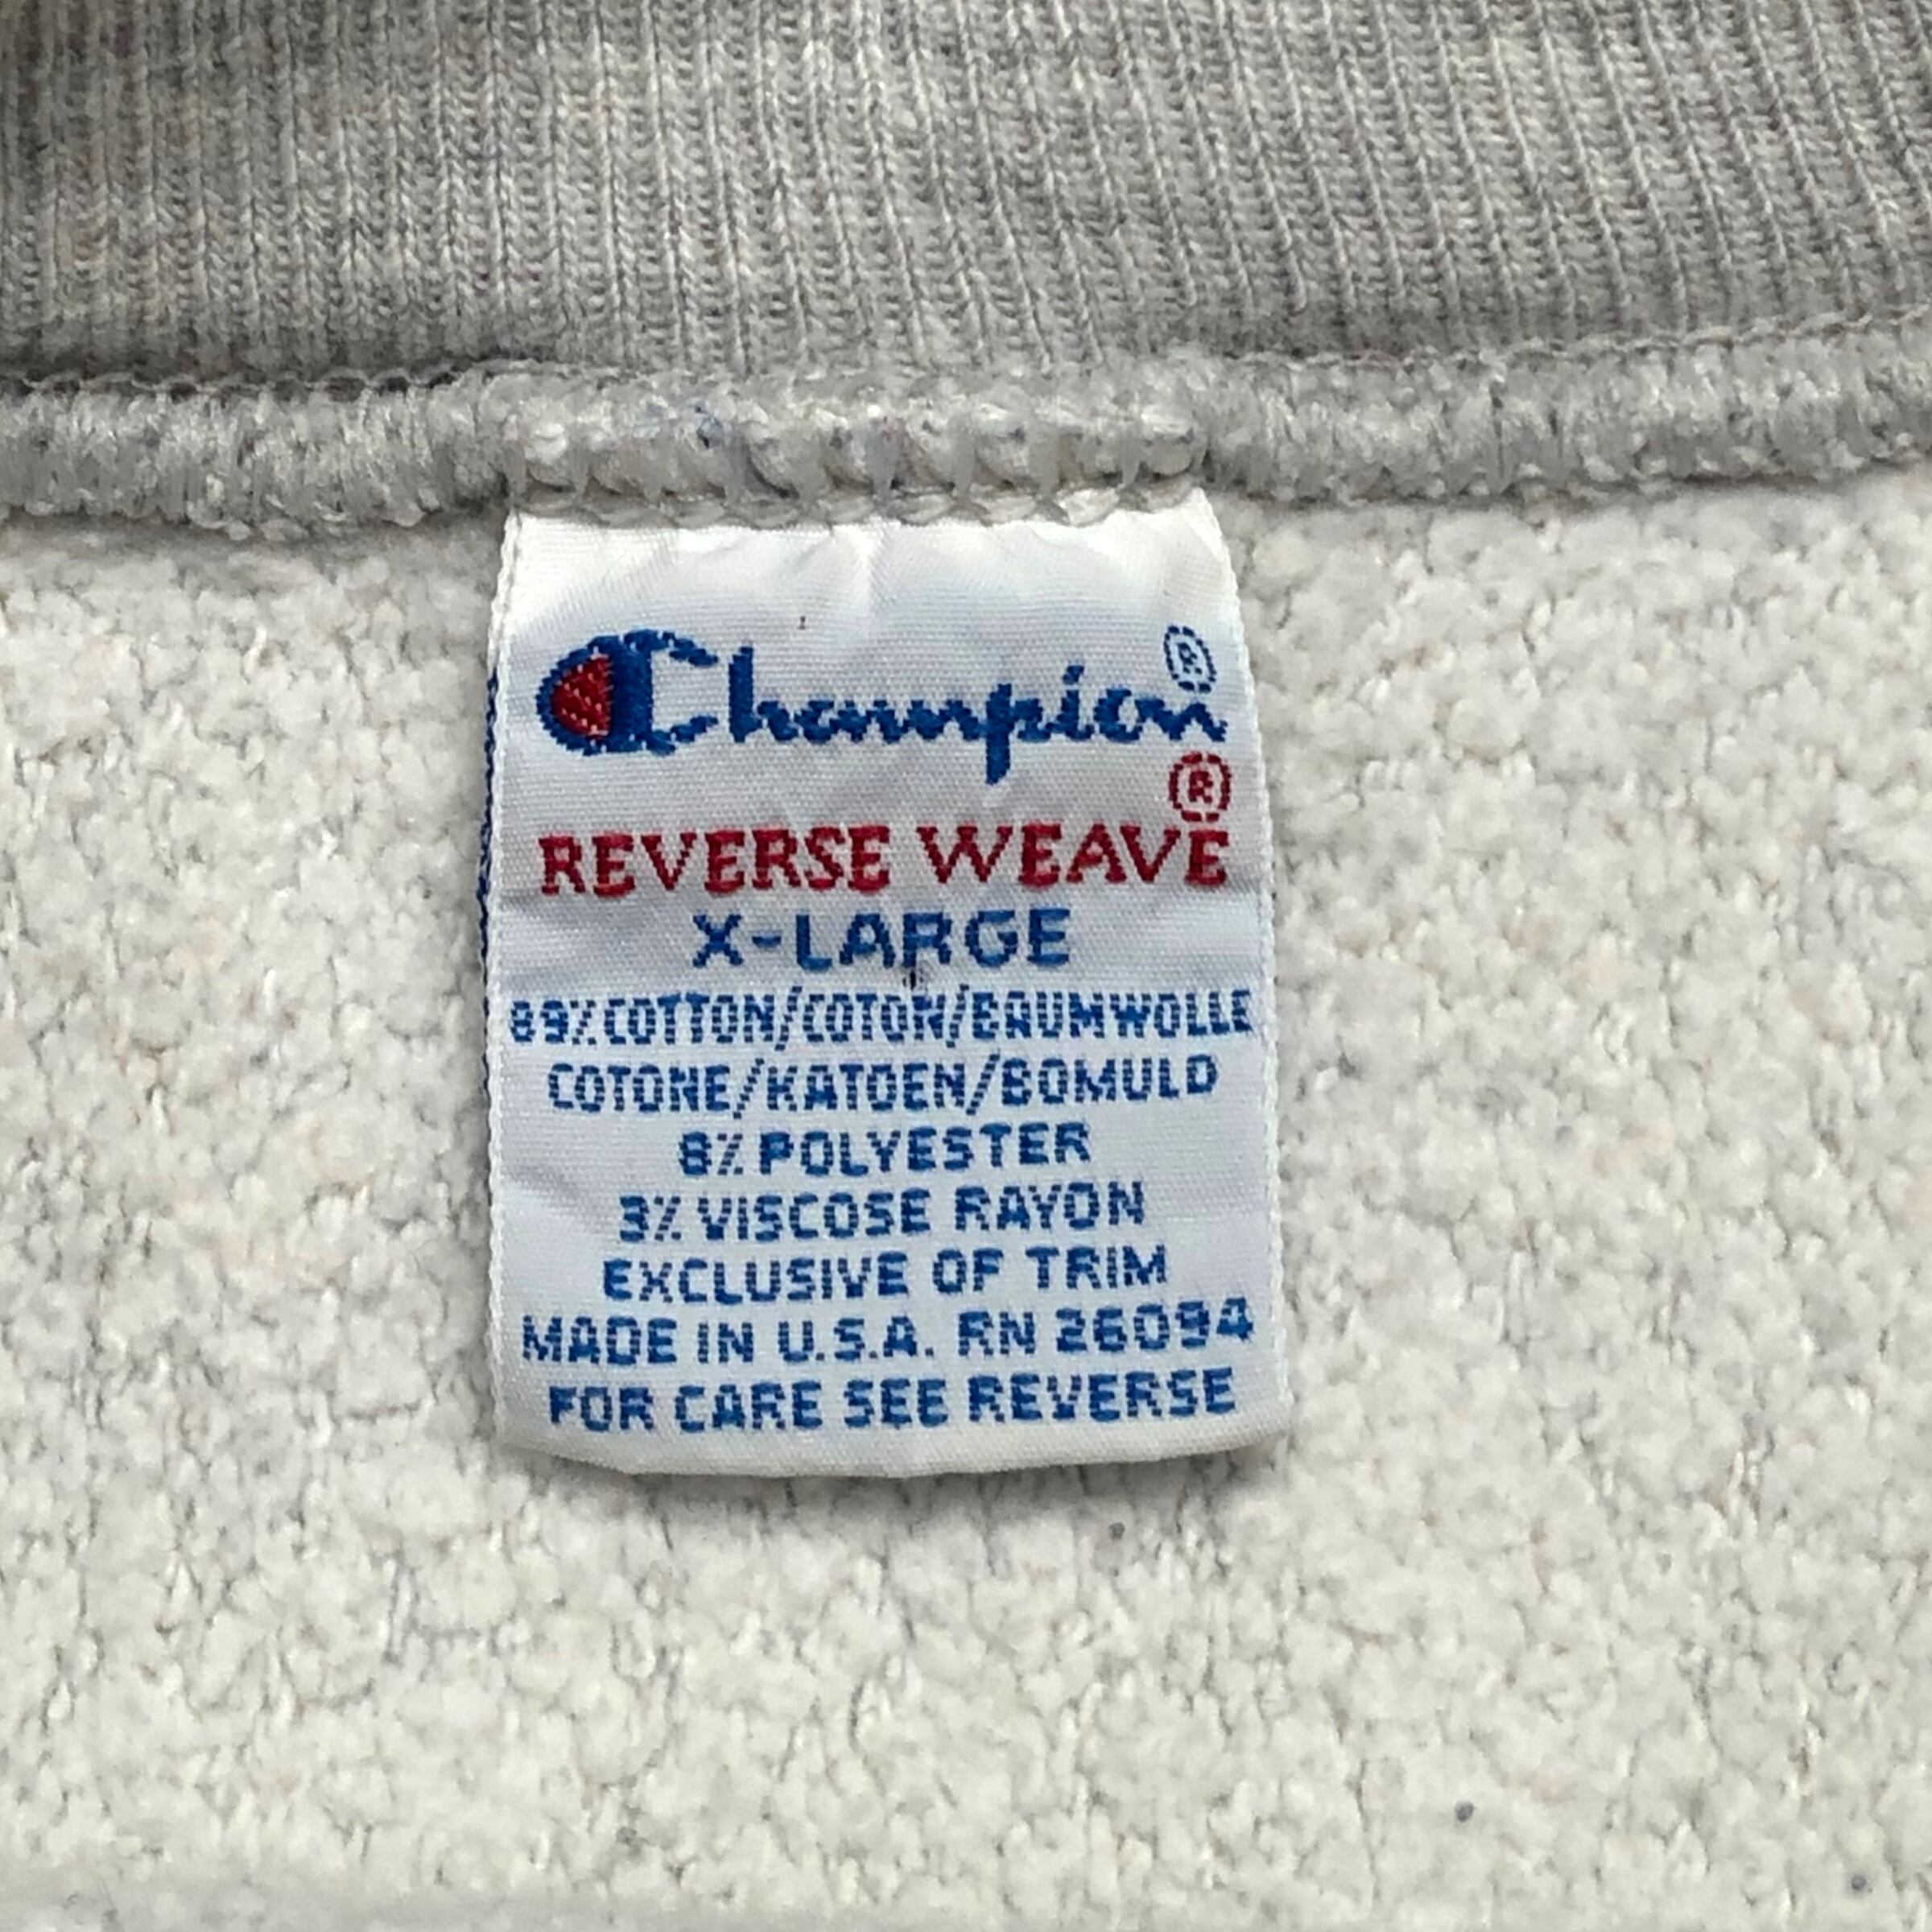 Champion®
®
REVERSE WEAVE
X-LARGE
89% COTTON/COTON/BAUMWOLLE
COTONE/KATOEN/BOMULD
8% POLYESTER
3% VISCOSE RAYON
EXCLUSIVE OF TRIM
MADE IN U.S.A. RN 26094
FOR CARE SEE REVERSE